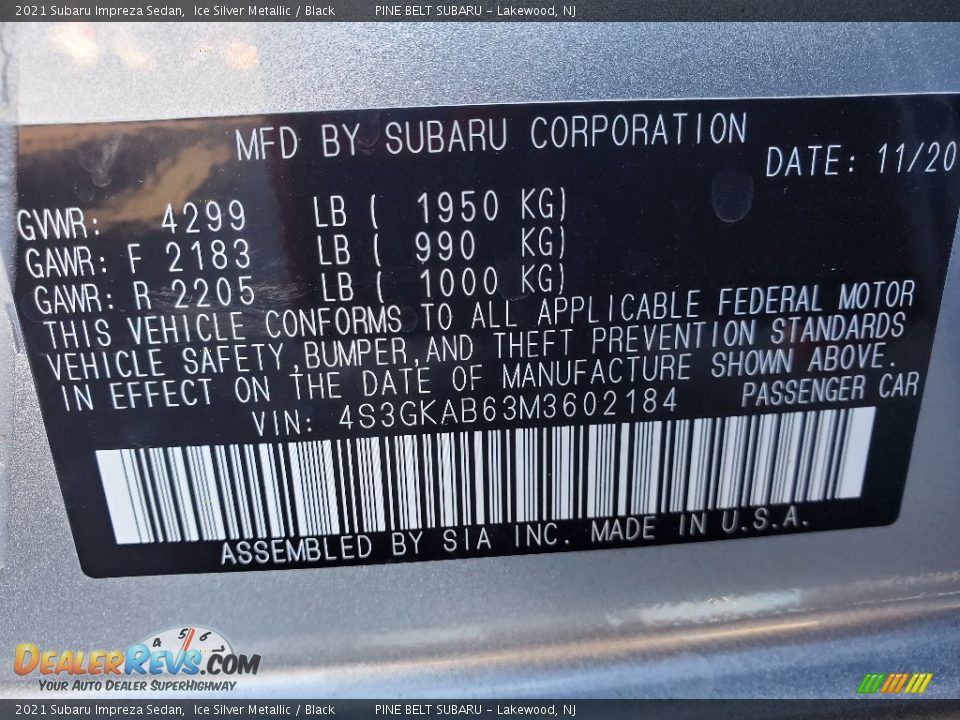 2021 Subaru Impreza Sedan, Ice Silver Metallic / Black PINE BELT SUBARU - Lakewood, NJ
MFD BY SUBARU CORPORATION
DATE: 11/20
GVWR: 4299 LB ( 1950 KG)
GAWR: F 2183 LB ( 990 KG)
GAWR: R 2205 LB ( 1000 KG)
THIS VEHICLE CONFORMS TO ALL APPLICABLE FEDERAL MOTOR
VEHICLE SAFETY,BUMPER,AND THEFT PREVENTION STANDARDS
IN EFFECT ON THE DATE OF MANUFACTURE SHOWN ABOVE.
VIN: 4S3GKAB63M3602184 PASSENGER CAR
ASSEMBLED BY SIA INC. MADE IN U.S.A.
4 5 6
DEALERREVS.COM
YOUR AUTO DEALER SUPERHIGHWAY
2021 Subaru Impreza Sedan, Ice Silver Metallic / Black PINE BELT SUBARU - Lakewood, NJ